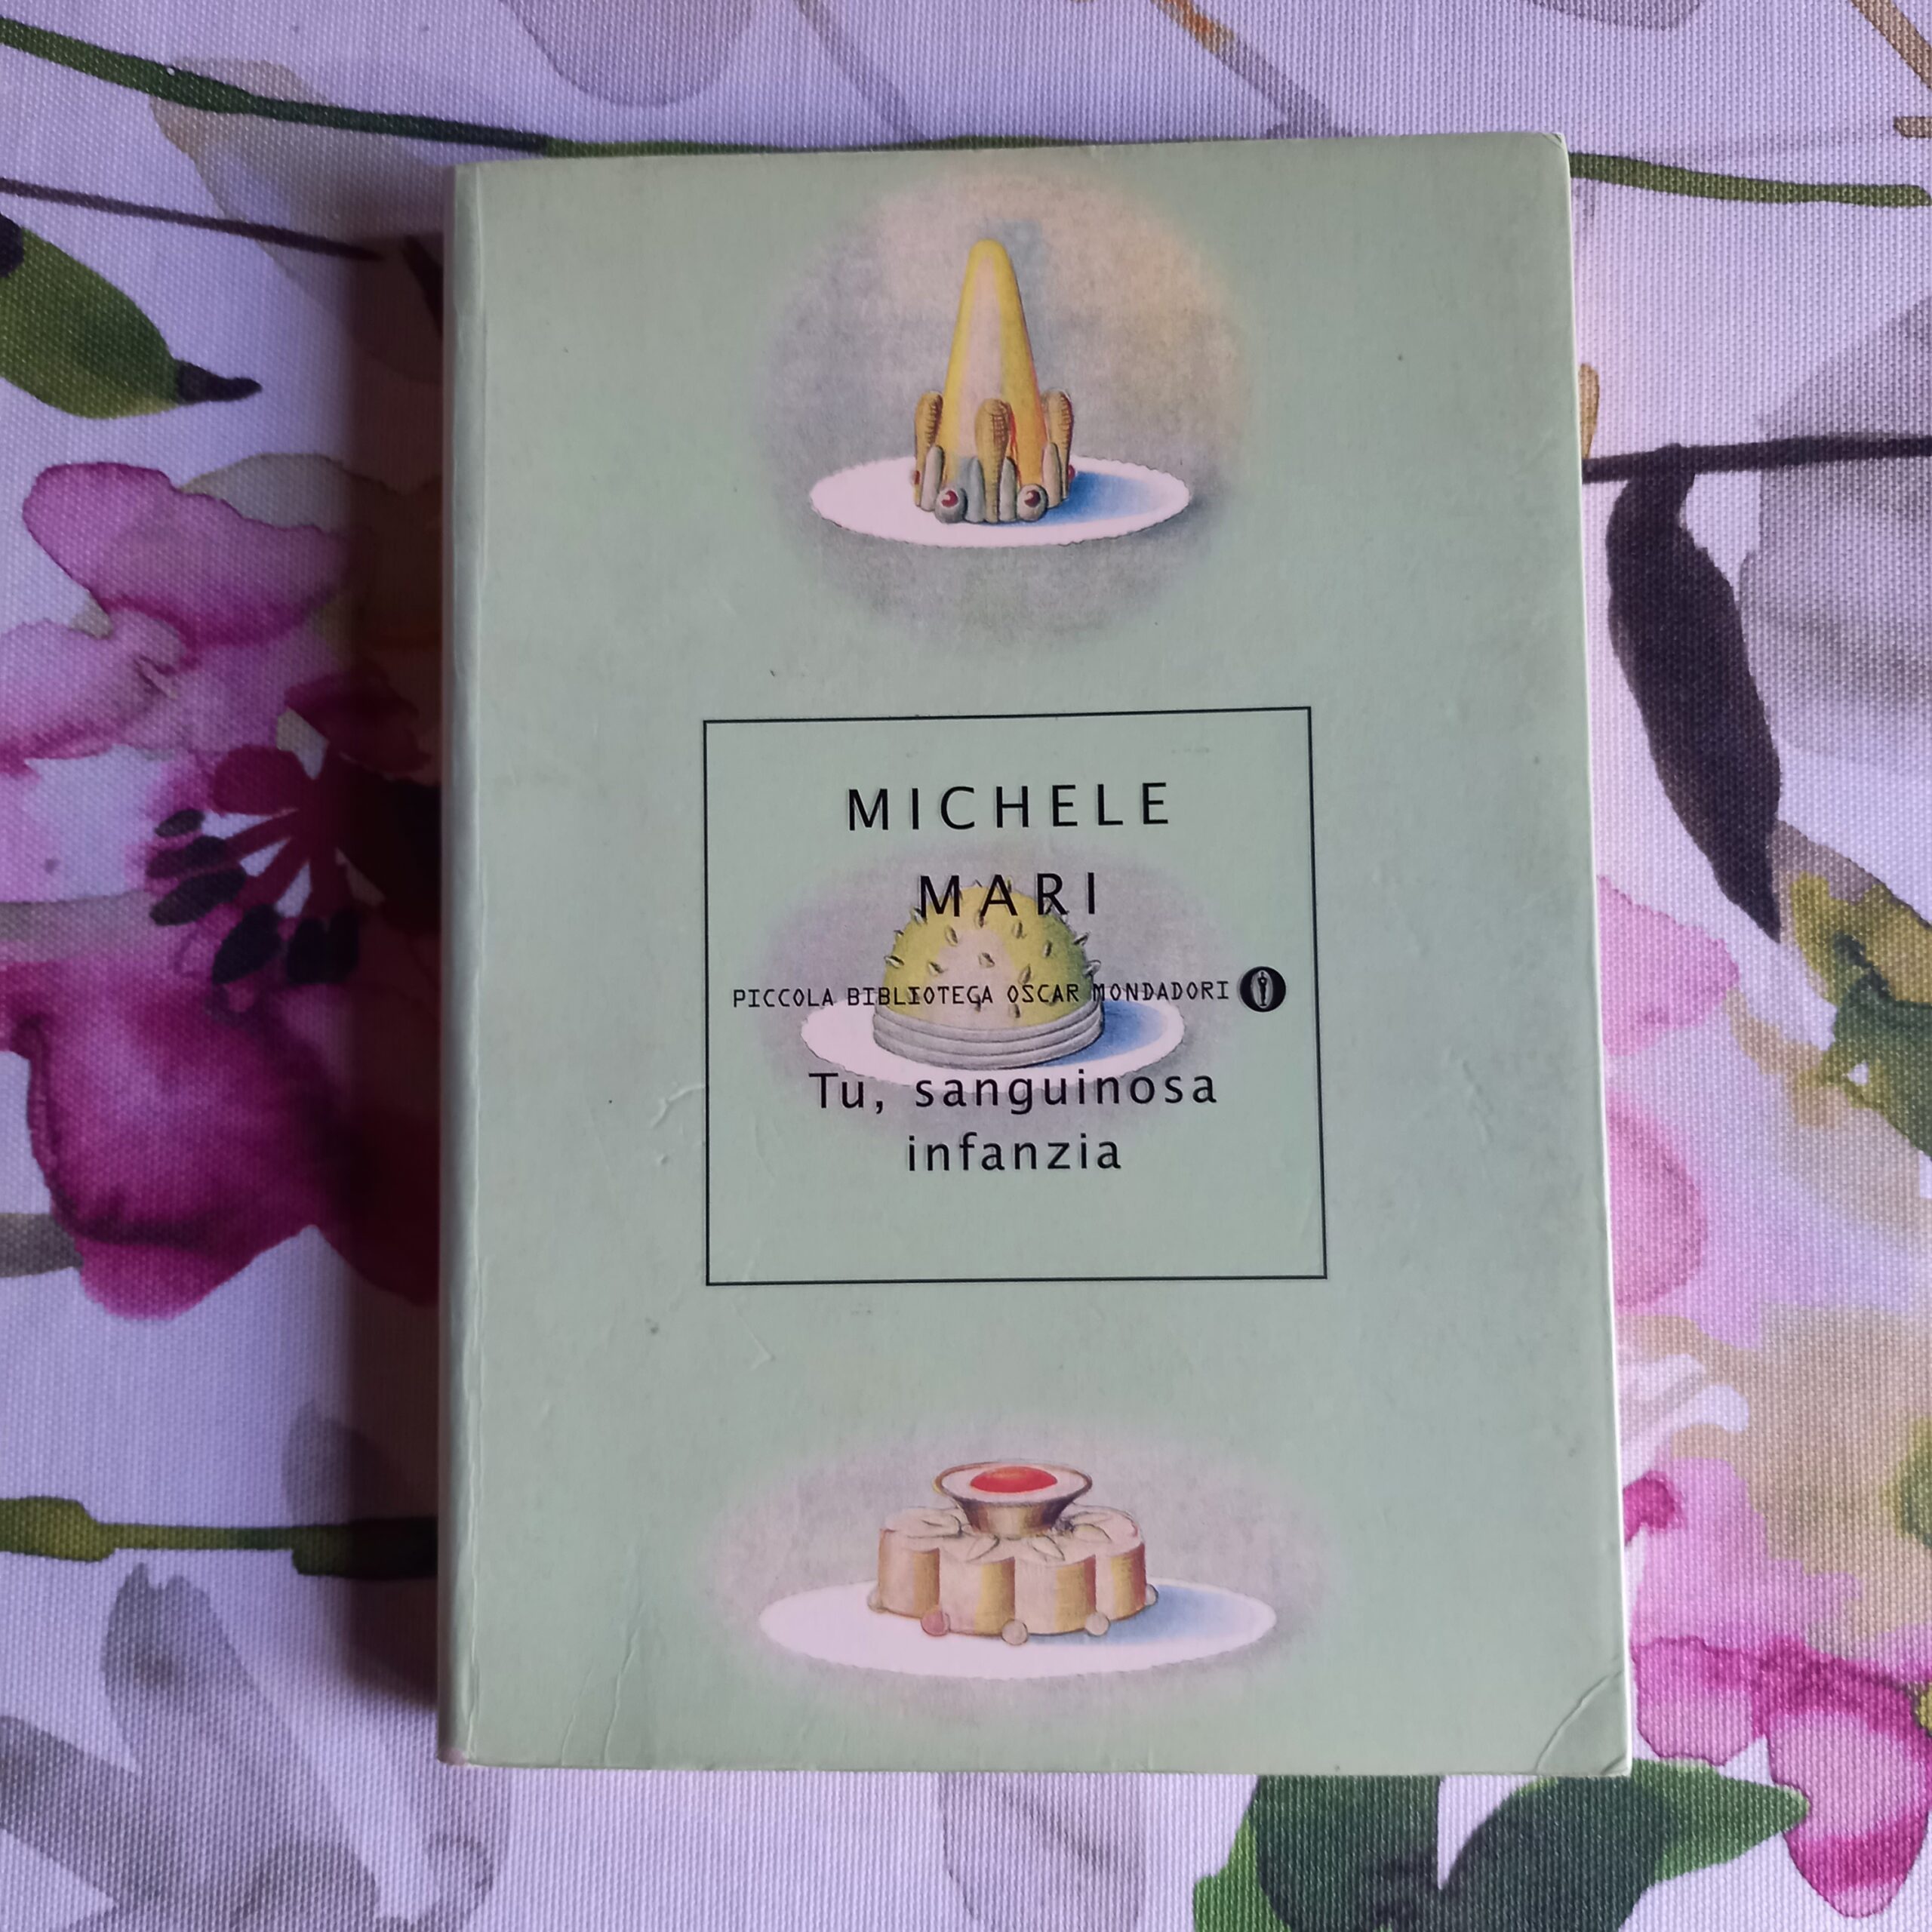 MICHELE
MARI
PICCOLA BIBLIOTECA OSCAR MONDADORI
Tu, sanguinosa
infanzia